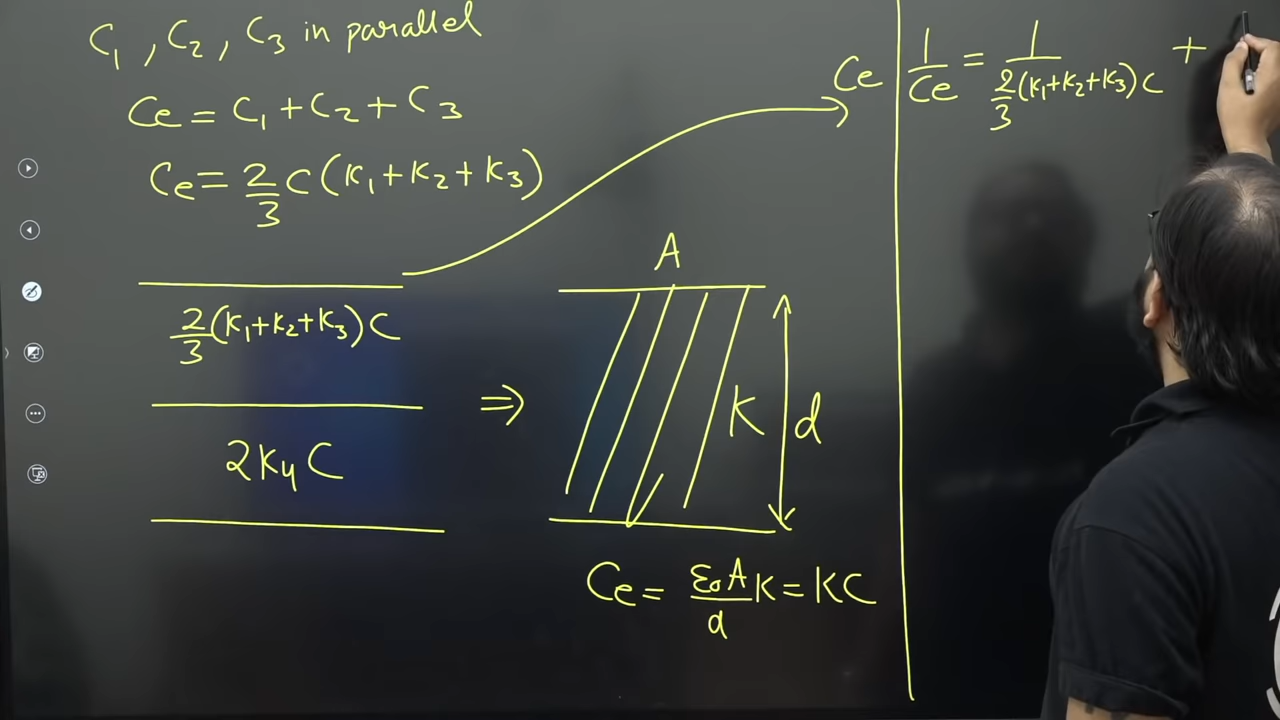 C₁, C₂, C₃ in parallel
Ce = C₁ + C₂ + C₃
Ce = 2/3 C (K₁+K₂+K₃)
2/3 (K₁+K₂+K₃) C
2K₄ C
A
K
d
Ce = ε₀A/d K = KC
Ce
1/Ce = 1/(2/3 (K₁+K₂+K₃) C) +